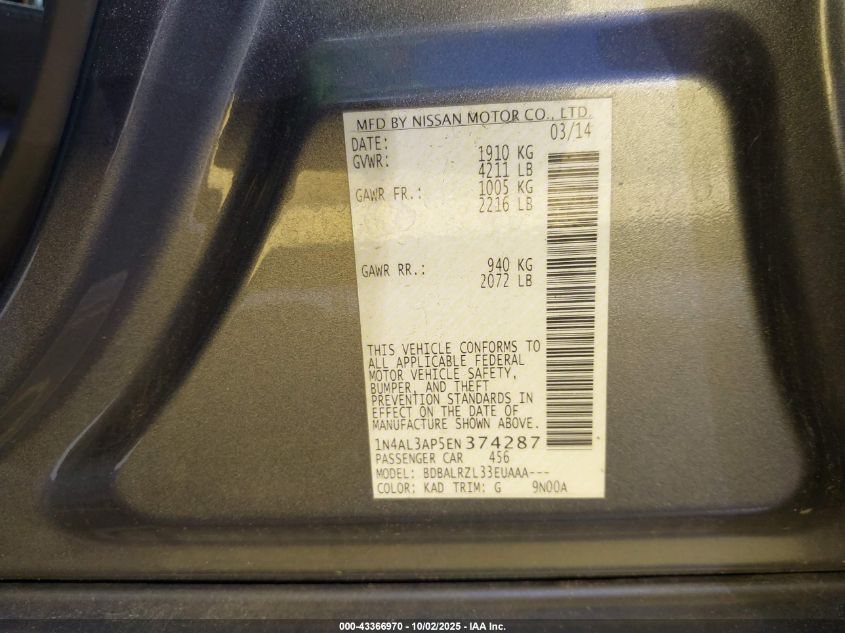 MFD BY NISSAN MOTOR CO., LTD.
DATE: 03/14
GVWR: 1910 KG
4211 LB
GAWR FR.: 1005 KG
2216 LB
GAWR RR.: 940 KG
2072 LB
THIS VEHICLE CONFORMS TO
ALL APPLICABLE FEDERAL
MOTOR VEHICLE SAFETY,
BUMPER, AND THEFT
PREVENTION STANDARDS IN
EFFECT ON THE DATE OF
MANUFACTURE SHOWN ABOVE.
1N4AL3AP5EN374287
PASSENGER CAR 456
MODEL: BDBALRZL33EUAAA---
COLOR: KAD TRIM: G 9N00A
000-43366970 | 10/02/2025 - IAA Inc.